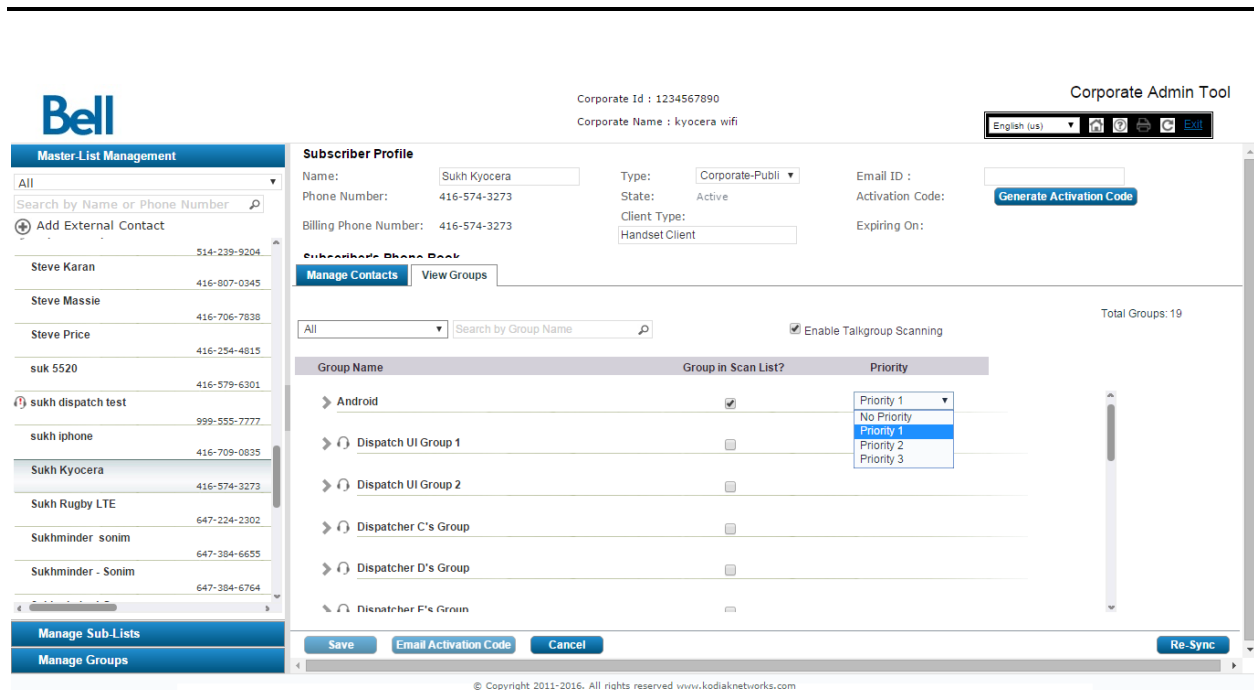 Bell
Corporate Id : 1234567890
Corporate Name : kyocera wifi
Corporate Admin Tool
English (us)
Exit
Master-List Management
All
Search by Name or Phone Number
Add External Contact
514-239-9204
Steve Karan
416-807-0345
Steve Massie
416-706-7838
Steve Price
416-254-4815
suk 5520
416-579-6301
sukh dispatch test
999-555-7777
sukh iphone
416-709-0835
Sukh Kyocera
416-574-3273
Sukh Rugby LTE
647-224-2302
Sukhminder sonim
647-384-6655
Sukhminder - Sonim
647-384-6764
Manage Sub-Lists
Manage Groups
Subscriber Profile
Name: Sukh Kyocera Type: Corporate-Publi Email ID :
Phone Number: 416-574-3273 State: Active Activation Code: Generate Activation Code
Billing Phone Number: 416-574-3273 Client Type: Expiring On:
Handset Client
Subscriber's Phone Book
Manage Contacts View Groups
Total Groups: 19
All Search by Group Name Enable Talkgroup Scanning
Group Name Group in Scan List? Priority
Android Priority 1
No Priority
Priority 1
Priority 2
Priority 3
Dispatch UI Group 1
Dispatch UI Group 2
Dispatcher C's Group
Dispatcher D's Group
Dispatcher E's Group
Save Email Activation Code Cancel Re-Sync
© Copyright 2011-2016. All rights reserved www.kodiaknetworks.com